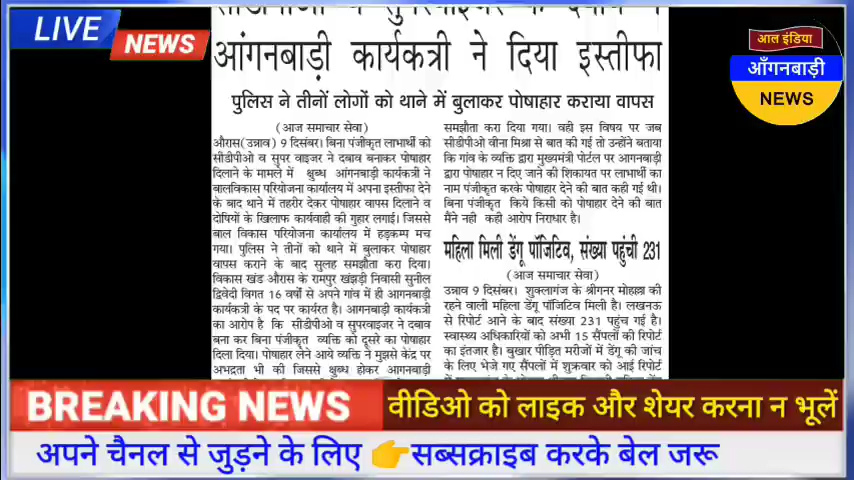 LIVE
NEWS
आल इंडिया
आँगनबाड़ी
NEWS
आंगनबाड़ी कार्यकत्री ने दिया इस्तीफा
पुलिस ने तीनों लोगों को थाने में बुलाकर पोषाहार कराया वापस
(आज समाचार सेवा)
औरास(उन्नाव) 9 दिसंबर। बिना पंजीकृत लाभार्थी को
सीडीपीओ व सुपर वाइजर ने दबाव बनाकर पोषाहार
दिलाने के मामले में क्षुब्ध आंगनबाड़ी कार्यकत्री ने
बालविकास परियोजना कार्यालय में अपना इस्तीफा देने
के बाद थाने में तहरीर देकर पोषाहार वापस दिलाने व
दोषियों के खिलाफ कार्यवाही की गुहार लगाई। जिससे
बाल विकास परियोजना कार्यालय में हड़कम्प मच
गया। पुलिस ने तीनों को थाने में बुलाकर पोषाहार
वापस कराने के बाद सुलह समझौता करा दिया।
विकास खंड औरास के रामपुर खंझड़ी निवासी सुनील
द्विवेदी विगत 16 वर्षों से अपने गांव में ही आगनबाड़ी
कार्यकत्री के पद पर कार्यरत है। आगनबाड़ी कार्यकत्री
का आरोप है कि सीडीपीओ व सुपरवाइजर ने दबाव
बना कर बिना पंजीकृत व्यक्ति को दूसरे का पोषाहार
दिला दिया। पोषाहार लेने आये व्यक्ति ने मुझसे केंद्र पर
अभद्रता भी की जिससे क्षुब्ध होकर आगनबाड़ी
समझौता करा दिया गया। वही इस विषय पर जब
सीडीपीओ वीना मिश्रा से बात की गई तो उन्होंने बताया
कि गांव के व्यक्ति द्वारा मुख्यमंत्री पोर्टल पर आगनबाड़ी
द्वारा पोषाहार न दिए जाने की शिकायत पर लाभार्थी का
नाम पंजीकृत करके पोषाहार देने की बात कही गई थी।
बिना पंजीकृत किये किसी को पोषाहार देने की बात
मैंने नही कही आरोप निराधार है।
महिला मिली डेंगू पॉजिटिव, संख्या पहुंची 231
(आज समाचार सेवा)
उन्नाव 9 दिसंबर। शुक्लागंज के श्रीनगर मोहल्ला की
रहने वाली महिला डेंगू पॉजिटिव मिली है। लखनऊ
से रिपोर्ट आने के बाद संख्या 231 पहुंच गई है।
स्वास्थ्य अधिकारियों को अभी 15 सैंपलों की रिपोर्ट
का इंतजार है। बुखार पीड़ित मरीजों में डेंगू की जांच
के लिए भेजे गए सैंपलों में शुक्रवार को आई रिपोर्ट
BREAKING NEWS
वीडिओ को लाइक और शेयर करना न भूलें
अपने चैनल से जुड़ने के लिए 👉सब्सक्राइब करके बेल जरू